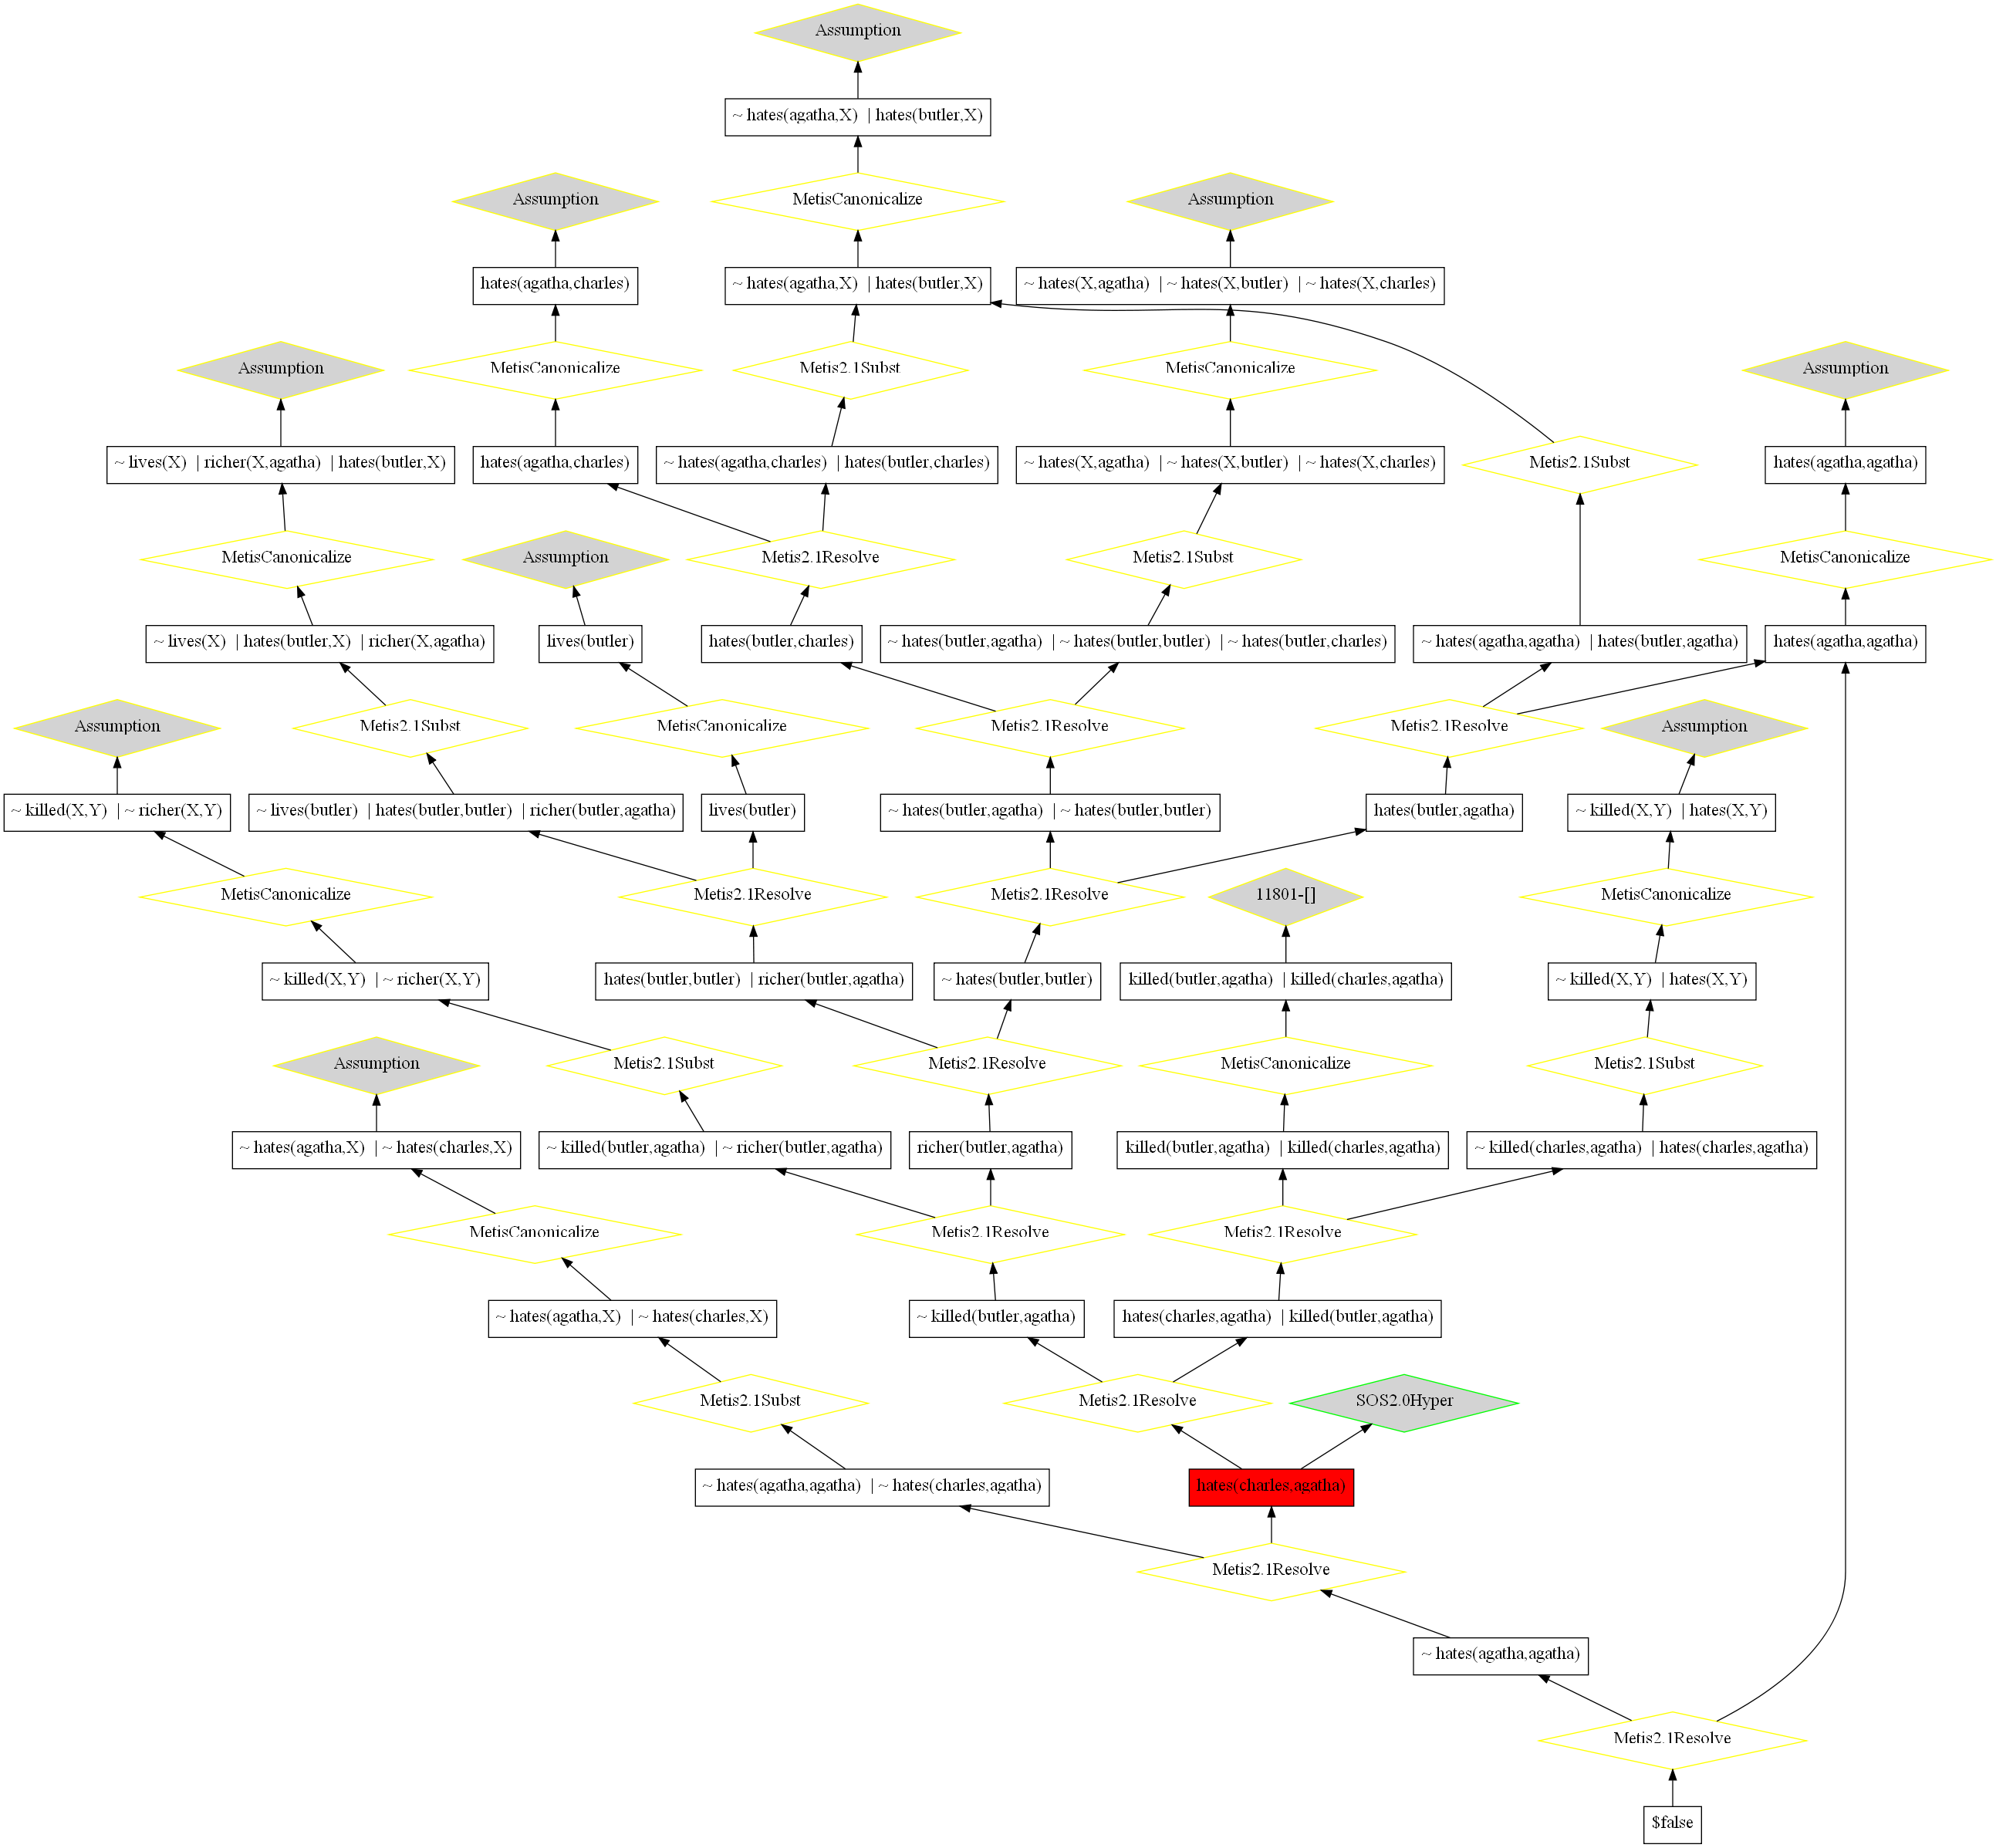 Assumption
~ hates(agatha,X) | hates(butler,X)
Assumption
MetisCanonicalize
Assumption
hates(agatha,charles)
~ hates(agatha,X) | hates(butler,X)
~ hates(X,agatha) | ~ hates(X,butler) | ~ hates(X,charles)
Assumption
MetisCanonicalize
Metis2.1Subst
MetisCanonicalize
Assumption
~ lives(X) | richer(X,agatha) | hates(butler,X)
hates(agatha,charles)
~ hates(agatha,charles) | hates(butler,charles)
~ hates(X,agatha) | ~ hates(X,butler) | ~ hates(X,charles)
Metis2.1Subst
hates(agatha,agatha)
MetisCanonicalize
Assumption
Metis2.1Resolve
Metis2.1Subst
MetisCanonicalize
~ lives(X) | hates(butler,X) | richer(X,agatha)
lives(butler)
hates(butler,charles)
~ hates(butler,agatha) | ~ hates(butler,butler) | ~ hates(butler,charles)
~ hates(agatha,agatha) | hates(butler,agatha)
hates(agatha,agatha)
Assumption
Metis2.1Subst
MetisCanonicalize
Metis2.1Resolve
Metis2.1Resolve
Assumption
~ killed(X,Y) | ~ richer(X,Y)
~ lives(butler) | hates(butler,butler) | richer(butler,agatha)
lives(butler)
~ hates(butler,agatha) | ~ hates(butler,butler)
hates(butler,agatha)
~ killed(X,Y) | hates(X,Y)
MetisCanonicalize
Metis2.1Resolve
Metis2.1Resolve
11801-[]
MetisCanonicalize
~ killed(X,Y) | ~ richer(X,Y)
hates(butler,butler) | richer(butler,agatha)
~ hates(butler,butler)
killed(butler,agatha) | killed(charles,agatha)
~ killed(X,Y) | hates(X,Y)
Assumption
Metis2.1Subst
Metis2.1Resolve
MetisCanonicalize
Metis2.1Subst
~ hates(agatha,X) | ~ hates(charles,X)
~ killed(butler,agatha) | ~ richer(butler,agatha)
richer(butler,agatha)
killed(butler,agatha) | killed(charles,agatha)
~ killed(charles,agatha) | hates(charles,agatha)
MetisCanonicalize
Metis2.1Resolve
Metis2.1Resolve
~ hates(agatha,X) | ~ hates(charles,X)
~ killed(butler,agatha)
hates(charles,agatha) | killed(butler,agatha)
Metis2.1Subst
Metis2.1Resolve
SOS2.0Hyper
~ hates(agatha,agatha) | ~ hates(charles,agatha)
hates(charles,agatha)
Metis2.1Resolve
~ hates(agatha,agatha)
Metis2.1Resolve
$false